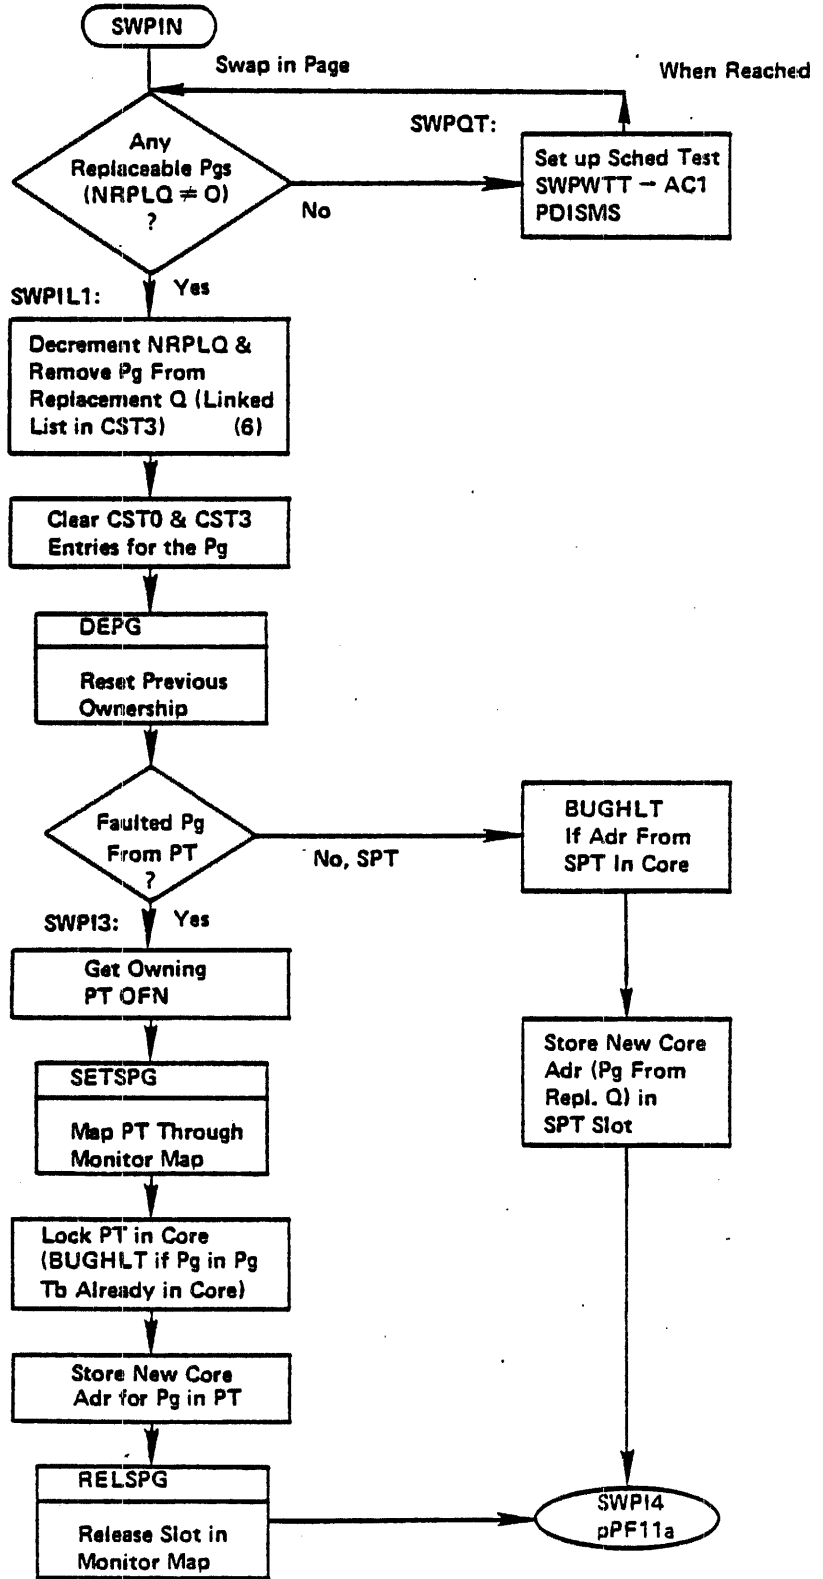 SWPIN
Swap in Page
When Reached
SWPQT:
Any
Replaceable Pgs
(NRPLQ ≠ O)
?
No
Set up Sched Test
SWPWTT → AC1
PDISMS
Yes
SWPIL1:
Decrement NRPLQ &
Remove Pg From
Replacement Q (Linked
List in CST3) (6)
Clear CST0 & CST3
Entries for the Pg
DEPG
Reset Previous
Ownership
Faulted Pg
From PT
?
No, SPT
BUGHLT
If Adr From
SPT In Core
SWPI3:
Yes
Get Owning
PT OFN
Store New Core
Adr (Pg From
Repl. Q) in
SPT Slot
SETSPG
Map PT Through
Monitor Map
Lock PT in Core
(BUGHLT if Pg in Pg
Tb Already in Core)
Store New Core
Adr for Pg in PT
RELSPG
Release Slot in
Monitor Map
SWPI4
pPF11a